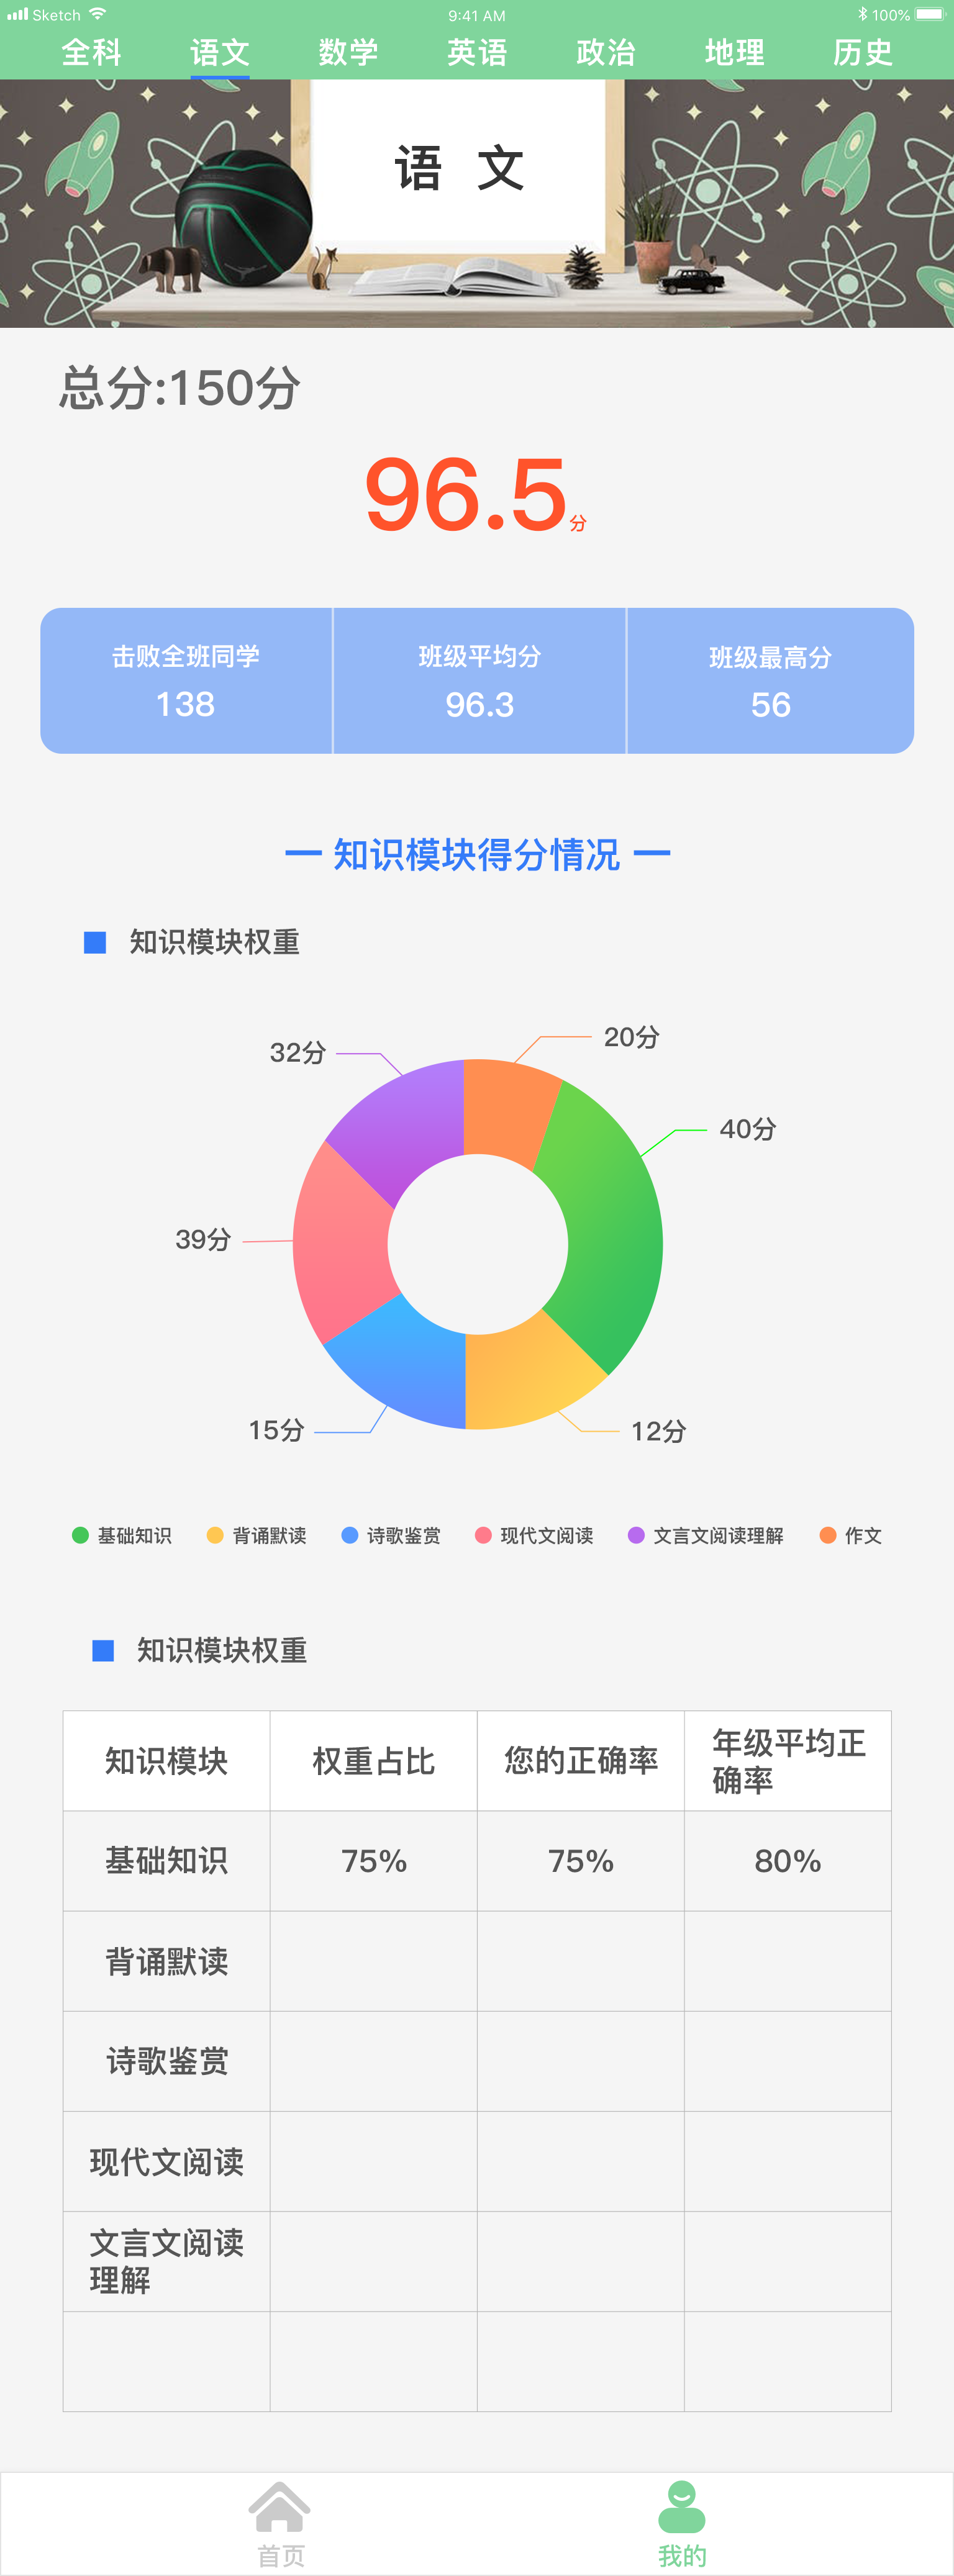 Sketch 9:41 AM 100%
全科 语文 数学 英语 政治 地理 历史
语 文
总分:150分
96.5分
击败全班同学 班级平均分 班级最高分
138 96.3 56
知识模块得分情况
知识模块权重
20分
32分
40分
39分
15分
12分
基础知识 背诵默读 诗歌鉴赏 现代文阅读 文言文阅读理解 作文
知识模块权重
知识模块 权重占比 您的正确率 年级平均正
确率
基础知识 75% 75% 80%
背诵默读
诗歌鉴赏
现代文阅读
文言文阅读
理解
首页 我的